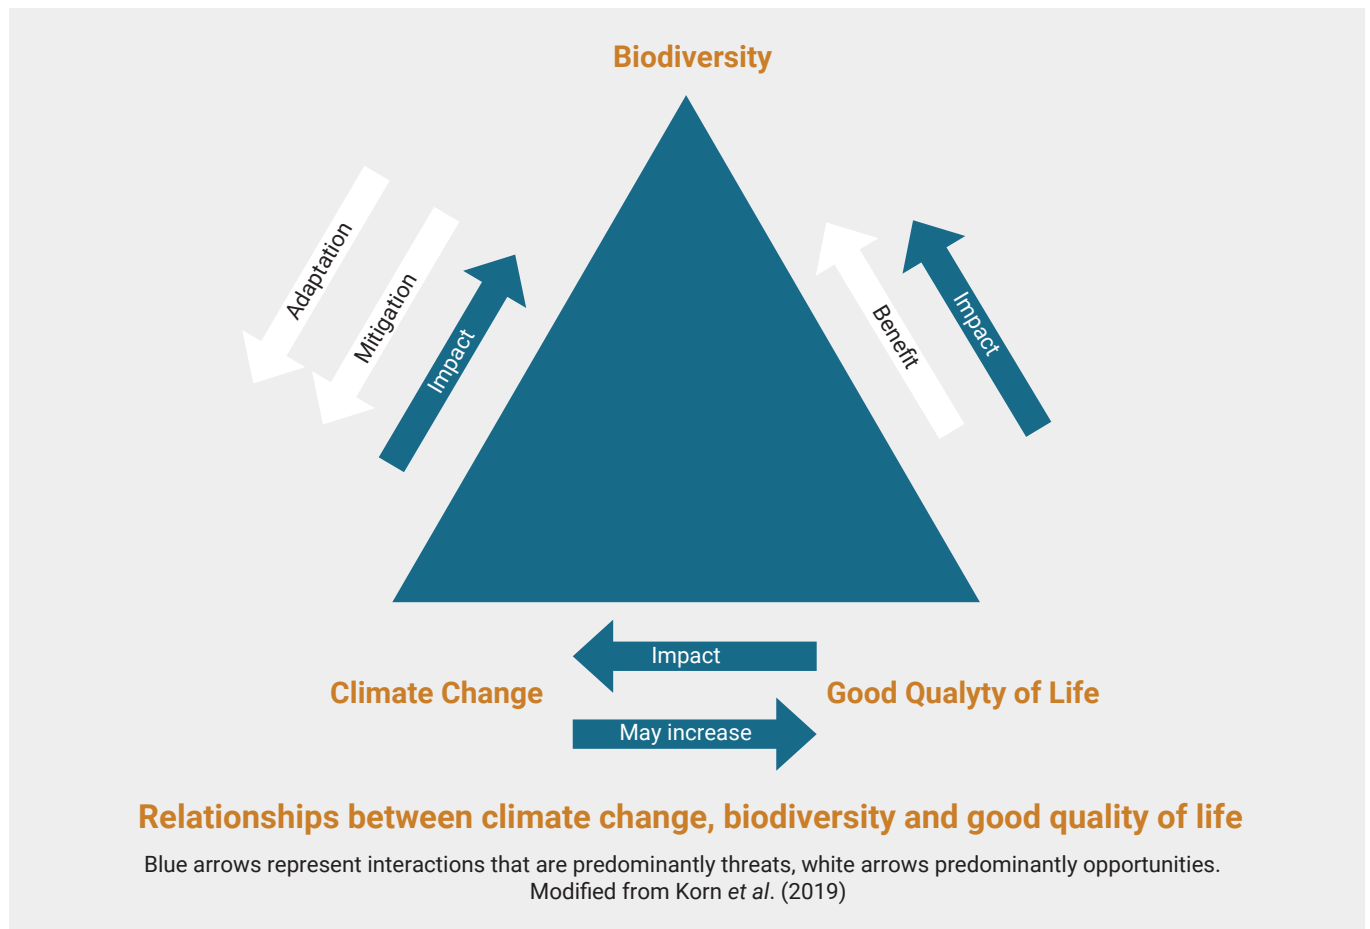 Biodiversity
Adaptation
Mitigation
Impact
Benefit
Impact
Impact
Climate Change
Good Qualyty of Life
May increase
Relationships between climate change, biodiversity and good quality of life
Blue arrows represent interactions that are predominantly threats, white arrows predominantly opportunities.
Modified from Korn et al. (2019)